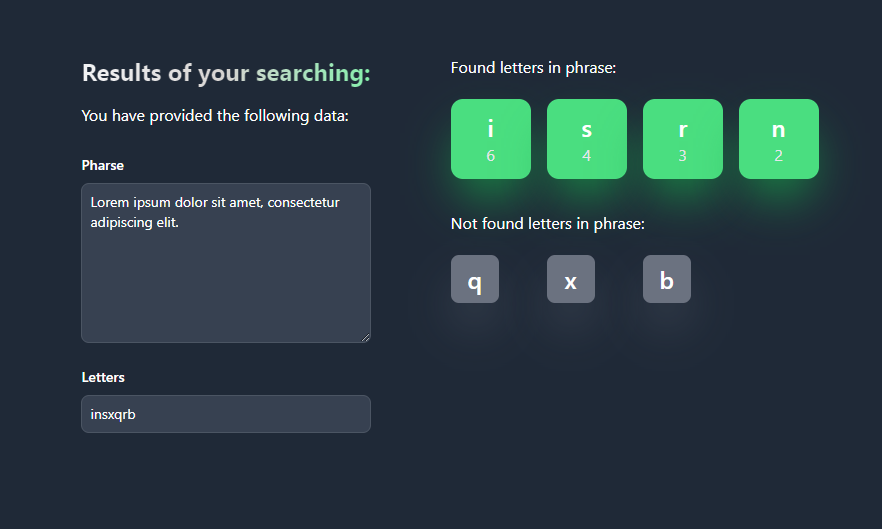 Results of your searching:
You have provided the following data:
Pharse
Lorem ipsum dolor sit amet, consectetur
adipiscing elit.
Letters
insxqrb
Found letters in phrase:
i s r n
6 4 3 2
Not found letters in phrase:
q x b